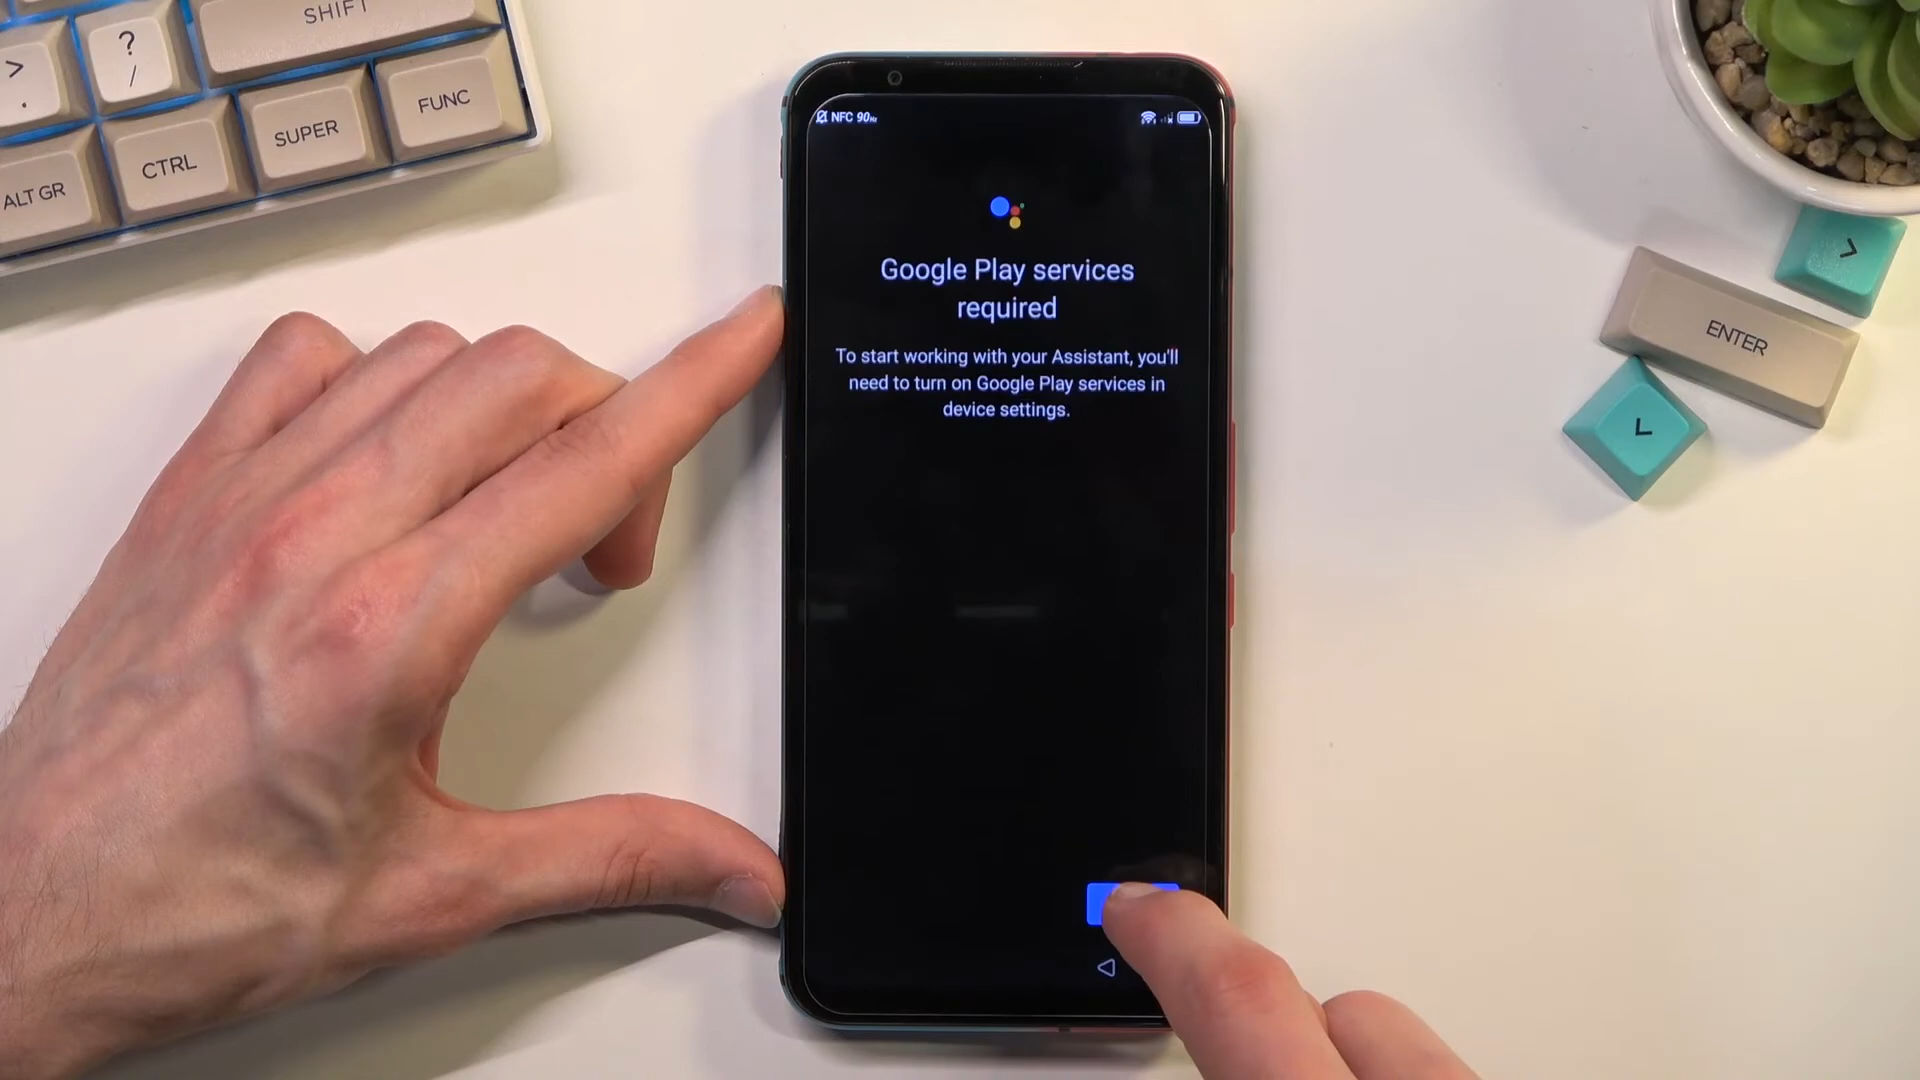 SHIFT
> .
? /
ALT GR
CTRL
SUPER
FUNC
NFC 90Hz
Google Play services
required
To start working with your Assistant, you'll
need to turn on Google Play services in
device settings.
>
ENTER
<